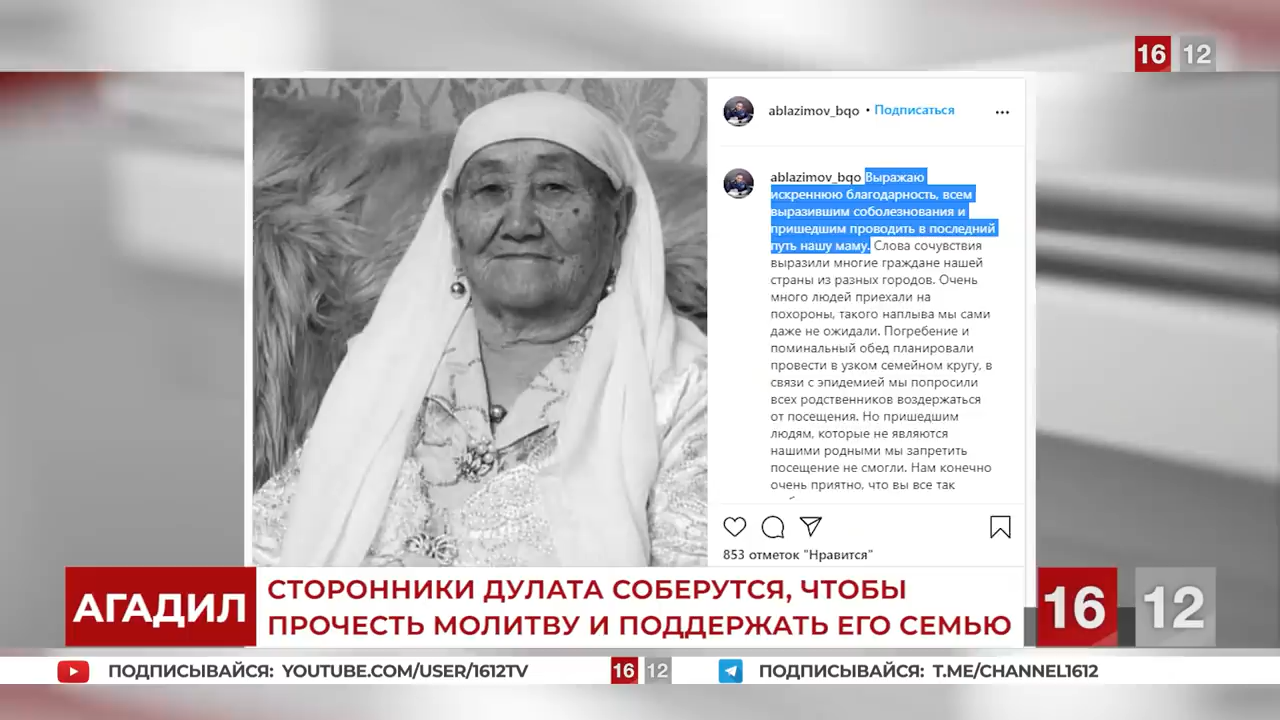 16 12
ablazimov_bqo • Подписаться
ablazimov_bqo Выражаю
искреннюю благодарность, всем
выразившим соболезнования и
пришедшим проводить в последний
путь нашу маму. Слова сочувствия
выразили многие граждане нашей
страны из разных городов. Очень
много людей приехали на
похороны, такого наплыва мы сами
даже не ожидали. Погребение и
поминальный обед планировали
провести в узком семейном кругу, в
связи с эпидемией мы попросили
всех родственников воздержаться
от посещения. Но пришедшим
людям, которые не являются
нашими родными мы запретить
посещение не смогли. Нам конечно
очень приятно, что вы все так
853 отметок "Нравится"
АГАДИЛ
СТОРОННИКИ ДУЛАТА СОБЕРУТСЯ, ЧТОБЫ
ПРОЧЕСТЬ МОЛИТВУ И ПОДДЕРЖАТЬ ЕГО СЕМЬЮ
16 12
ПОДПИСЫВАЙСЯ: YOUTUBE.COM/USER/1612TV
16 12
ПОДПИСЫВАЙСЯ: T.ME/CHANNEL1612